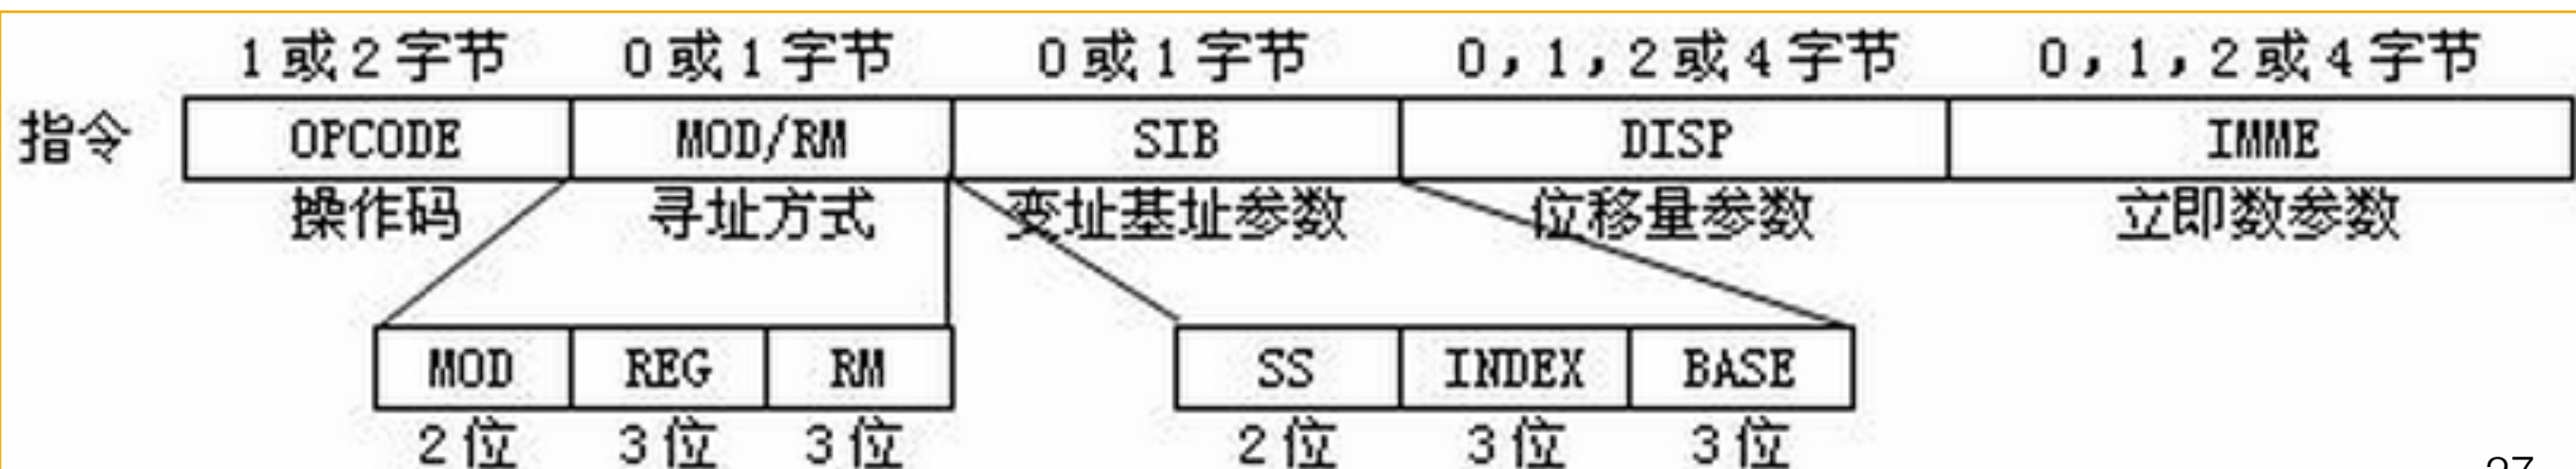 1或2字节 0或1字节 0或1字节 0,1,2或4字节 0,1,2或4字节
指令 OPCODE MOD/RM SIB DISP IMME
操作码 寻址方式 变址基址参数 位移量参数 立即数参数
MOD REG RM SS INDEX BASE
2位 3位 3位 2位 3位 3位